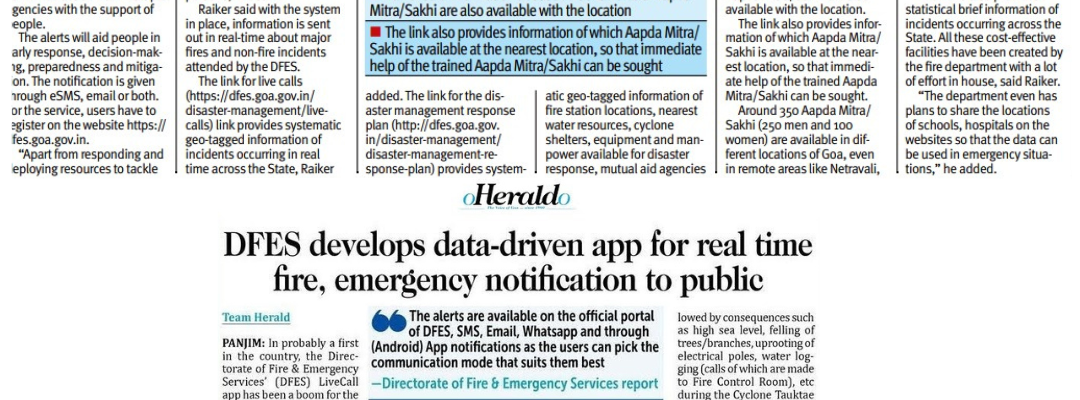 gencies with the support of
eople.
The alerts will aid people in
arly response, decision-mak-
ng, preparedness and mitiga-
on. The notification is given
hrough eSMS, email or both.
or the service, users have to
egister on the website https://
fes.goa.gov.in.
"Apart from responding and
eploying resources to tackle
Raiker said with the system
in place, information is sent
out in real-time about major
fires and non-fire incidents
attended by the DFES.
The link for live calls
(https://dfes.goa.gov.in/
disaster-management/live-
calls) link provides systematic
geo-tagged information of
incidents occurring in real
time across the State, Raiker
Mitra/Sakhi are also available with the location
The link also provides information of which Aapda Mitra/
Sakhi is available at the nearest location, so that immediate
help of the trained Aapda Mitra/Sakhi can be sought
added. The link for the dis-
aster management response
plan (http://dfes.goa.gov.
in/disaster-management/
disaster-management-re-
sponse-plan) provides system-
atic geo-tagged information of
fire station locations, nearest
water resources, cyclone
shelters, equipment and man-
power available for disaster
response, mutual aid agencies
available with the location.
The link also provides infor-
mation of which Aapda Mitra/
Sakhi is available at the near-
est location, so that immedi-
ate help of the trained Aapda
Mitra/Sakhi can be sought.
Around 350 Aapda Mitra/
Sakhi (250 men and 100
women) are available in dif-
ferent locations of Goa, even
in remote areas like Netravali,
statistical brief information of
incidents occurring across the
State. All these cost-effective
facilities have been created by
the fire department with a lot
of effort in house, said Raiker.
"The department even has
plans to share the locations
of schools, hospitals on the
websites so that the data can
be used in emergency situa-
tions," he added.
oHeraldo
DFES develops data-driven app for real time
fire, emergency notification to public
Team Herald
PANJIM: In probably a first
in the country, the Direc-
torate of Fire & Emergency
Services' (DFES) LiveCall
app has been a boom for the
The alerts are available on the official portal
of DFES, SMS, Email, Whatsapp and through
(Android) App notifications as the users can pick the
communication mode that suits them best
—Directorate of Fire & Emergency Services report
lowed by consequences such
as high sea level, felling of
trees/branches, uprooting of
electrical poles, water log-
ging (calls of which are made
to Fire Control Room), etc
during the Cyclone Tauktae